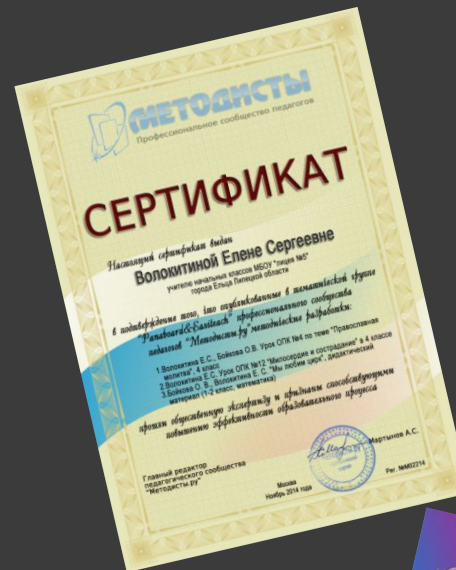 МЕТОДИСТЫ
Профессиональное сообщество педагогов
СЕРТИФИКАТ
Настоящий сертификат выдан
Волокитиной Елене Сергеевне
учителю начальных классов МБОУ "лицея №5"
города Ельца Липецкой области
в подтверждение того, что опубликованные в тематической группе
"Panaboard&Easiteach" профессионального сообщества
педагогов "Методисты.ру" методические разработки:
1.Волокитина Е.С., Бойкова О.В. Урок ОПК №4 по теме "Православная
молитва", 4 класс
2.Волокитина Е.С. Урок ОПК №12 "Милосердие и сострадание" в 4 классе
3.Бойкова О. В., Волокитина Е. С. "Мы любим цирк", дидактический
материал (1-2 класс, математика)
прошли общественную экспертизу и признаны способствующими
повышению эффективности образовательного процесса
Главный редактор
педагогического сообщества
"Методисты.ру"
Мартынов А.С.
Москва
Ноябрь 2014 года
Рег. №М02214